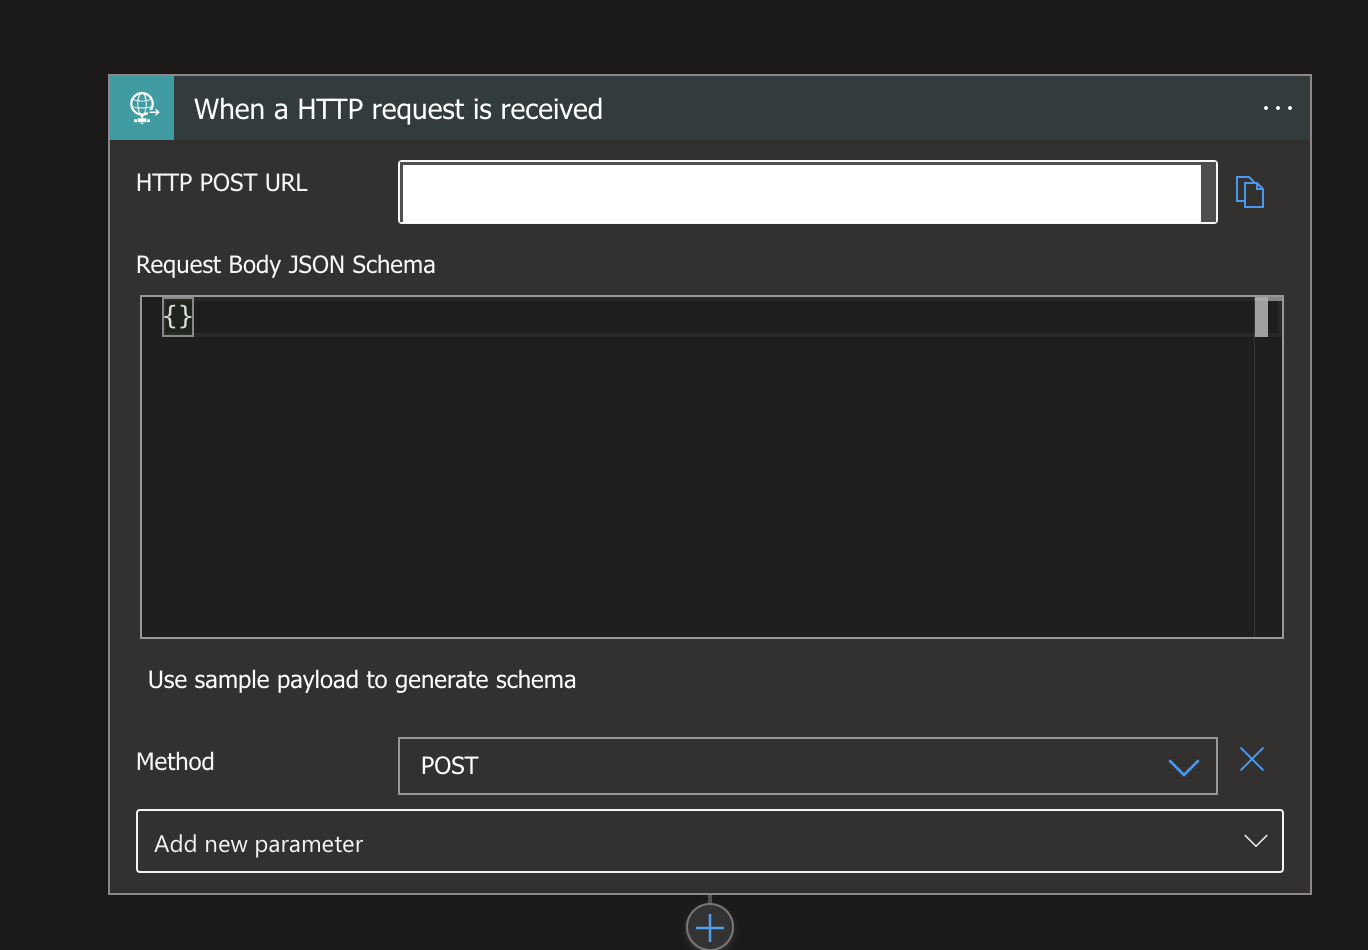 When a HTTP request is received
HTTP POST URL
Request Body JSON Schema
{}
Use sample payload to generate schema
Method
POST
Add new parameter